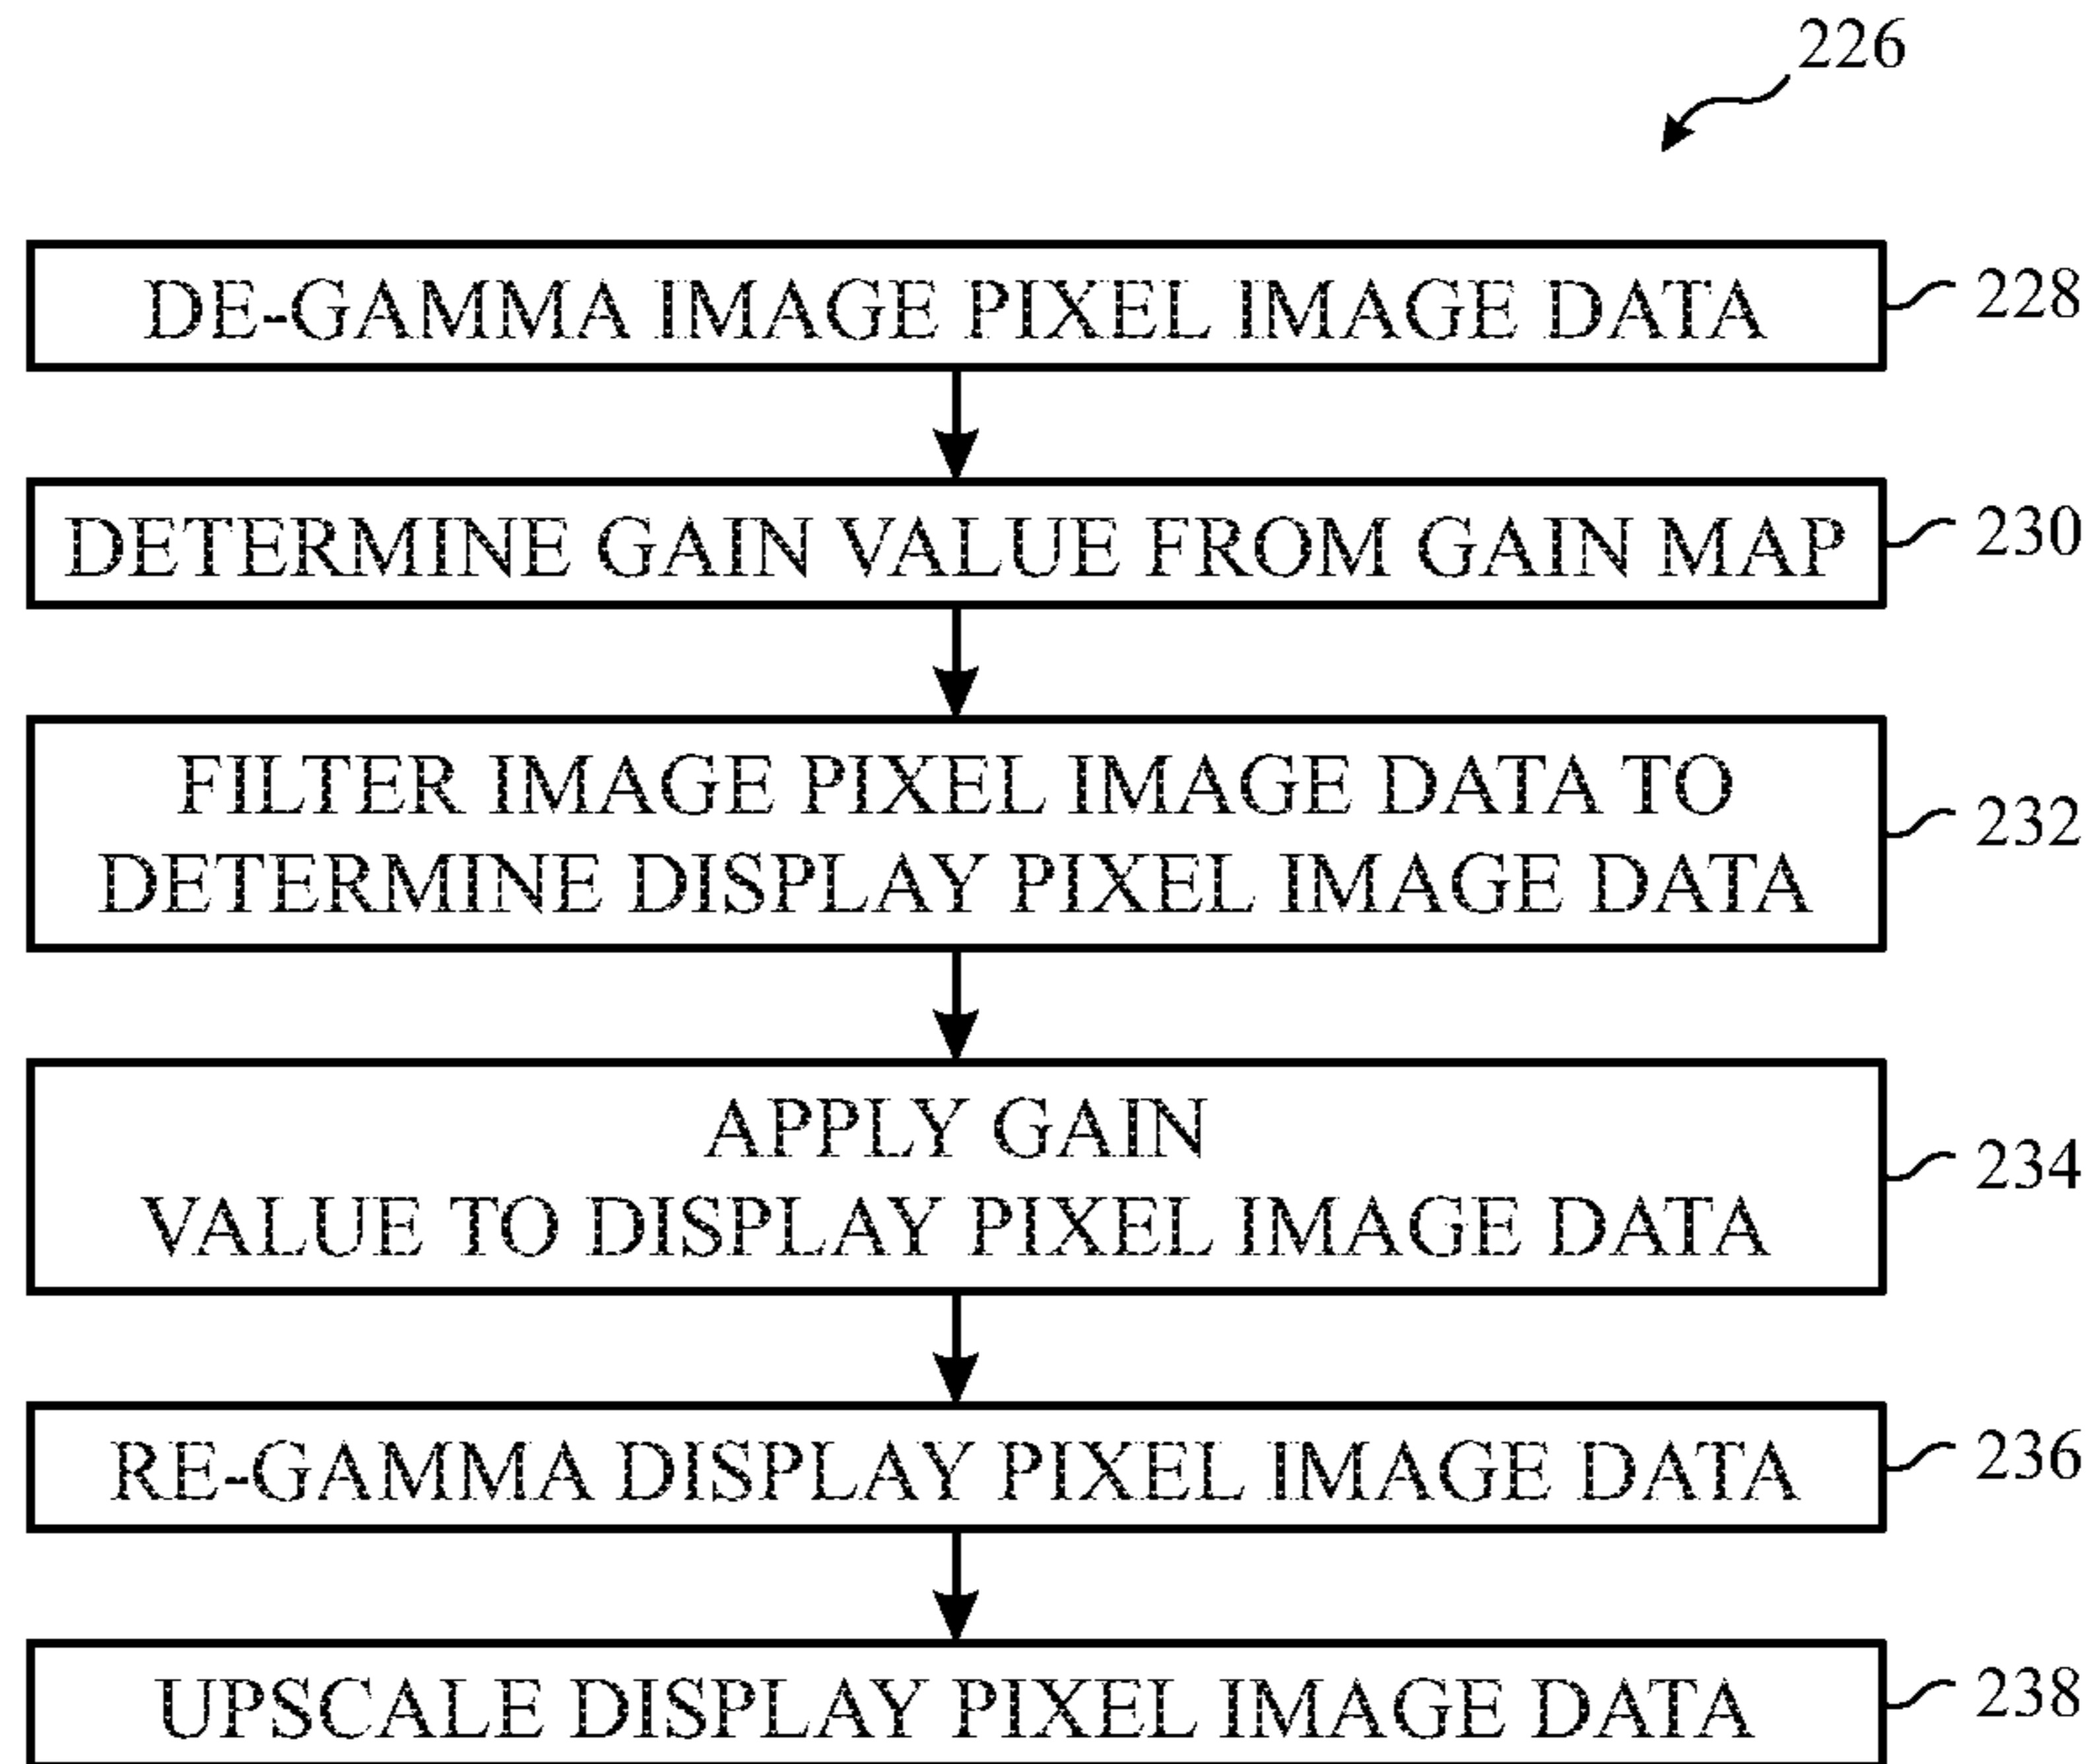 226
DE-GAMMA IMAGE PIXEL IMAGE DATA
228
DETERMINE GAIN VALUE FROM GAIN MAP
230
FILTER IMAGE PIXEL IMAGE DATA TO
DETERMINE DISPLAY PIXEL IMAGE DATA
232
APPLY GAIN
VALUE TO DISPLAY PIXEL IMAGE DATA
234
RE-GAMMA DISPLAY PIXEL IMAGE DATA
236
UPSCALE DISPLAY PIXEL IMAGE DATA
238